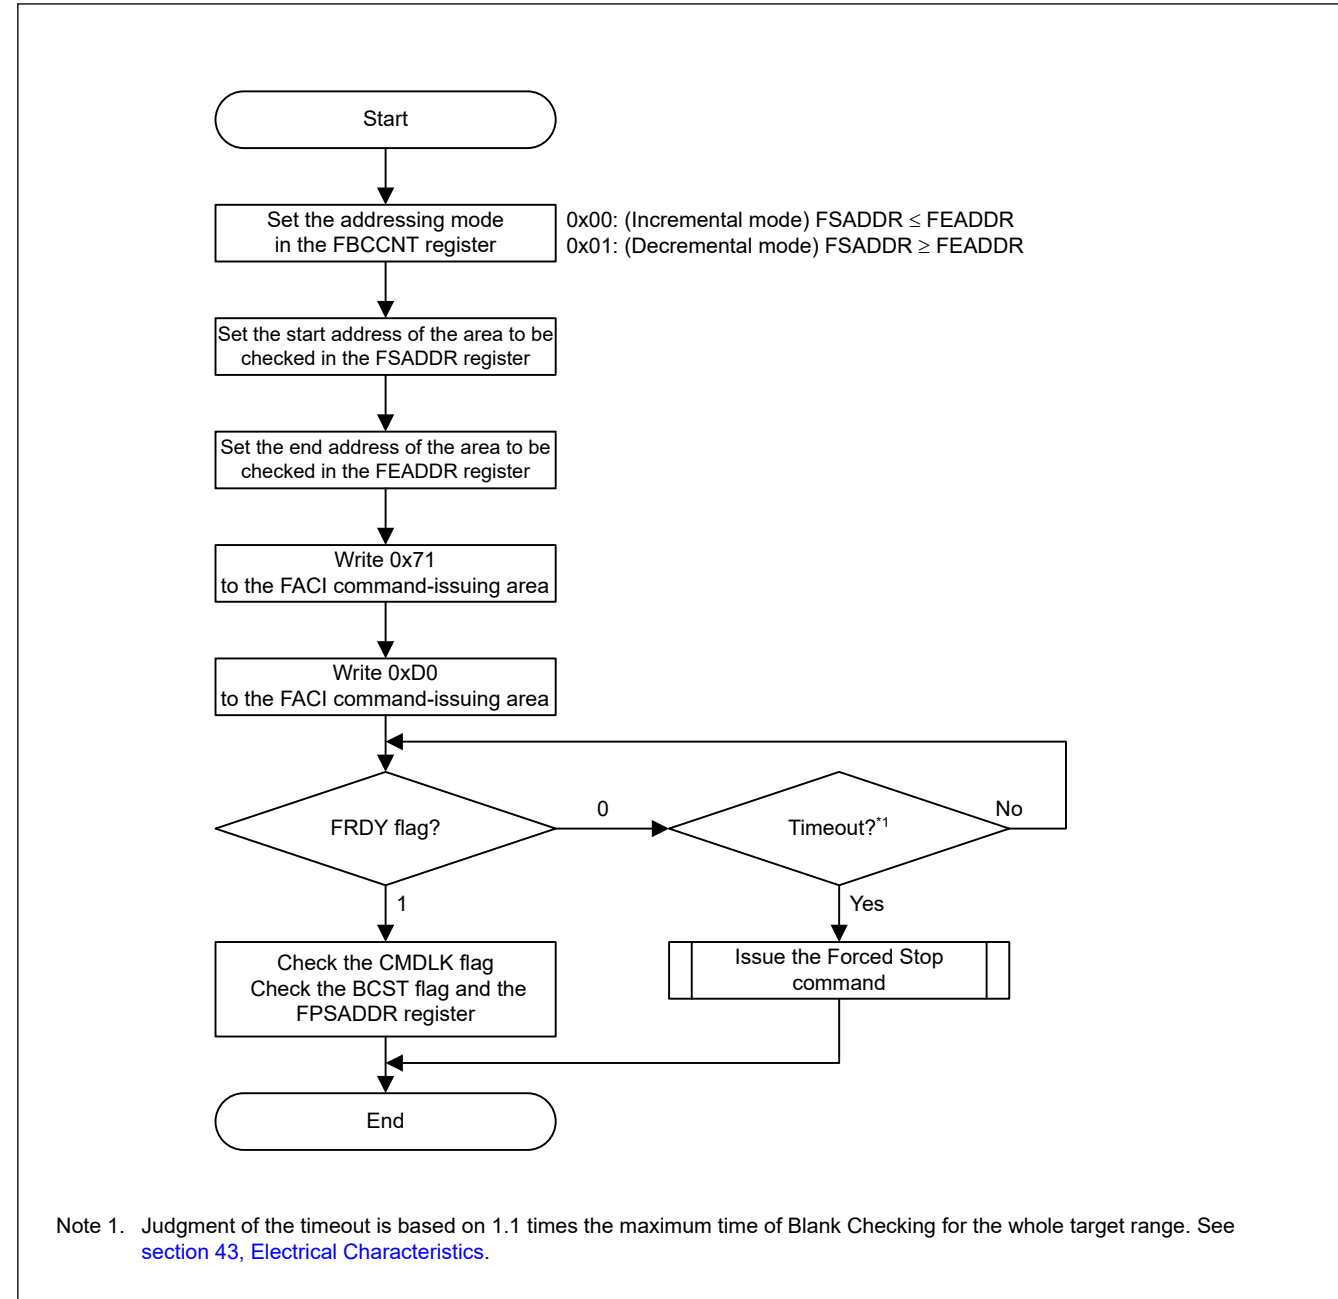 Start
Set the addressing mode
in the FBCCNT register
0x00: (Incremental mode) FSADDR ≤ FEADDR
0x01: (Decremental mode) FSADDR ≥ FEADDR
Set the start address of the area to be
checked in the FSADDR register
Set the end address of the area to be
checked in the FEADDR register
Write 0x71
to the FACI command-issuing area
Write 0xD0
to the FACI command-issuing area
FRDY flag?
0
Timeout?*1
No
1
Yes
Check the CMDLK flag
Check the BCST flag and the
FPSADDR register
Issue the Forced Stop
command
End
Note 1. Judgment of the timeout is based on 1.1 times the maximum time of Blank Checking for the whole target range. See
section 43, Electrical Characteristics.